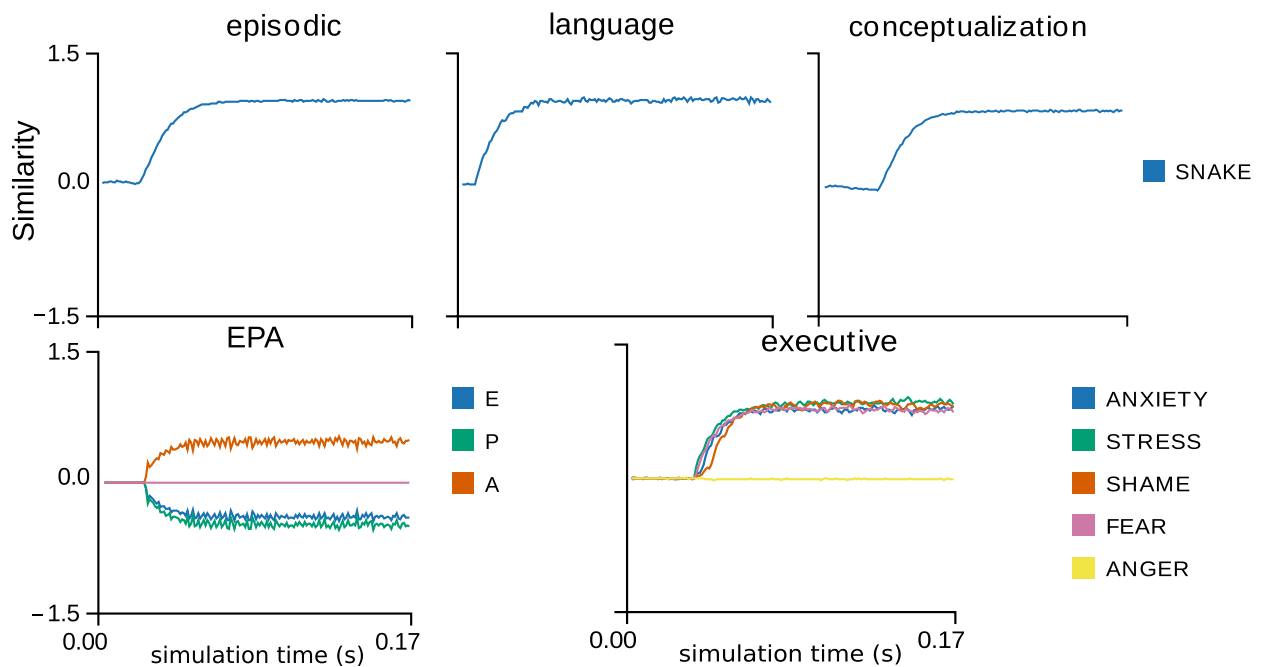 episodic
language
conceptualization
1.5
0.0
−1.5
Similarity
SNAKE
EPA
executive
1.5
0.0
−1.5
0.00
0.17
simulation time (s)
E
P
A
0.00
0.17
simulation time (s)
ANXIETY
STRESS
SHAME
FEAR
ANGER